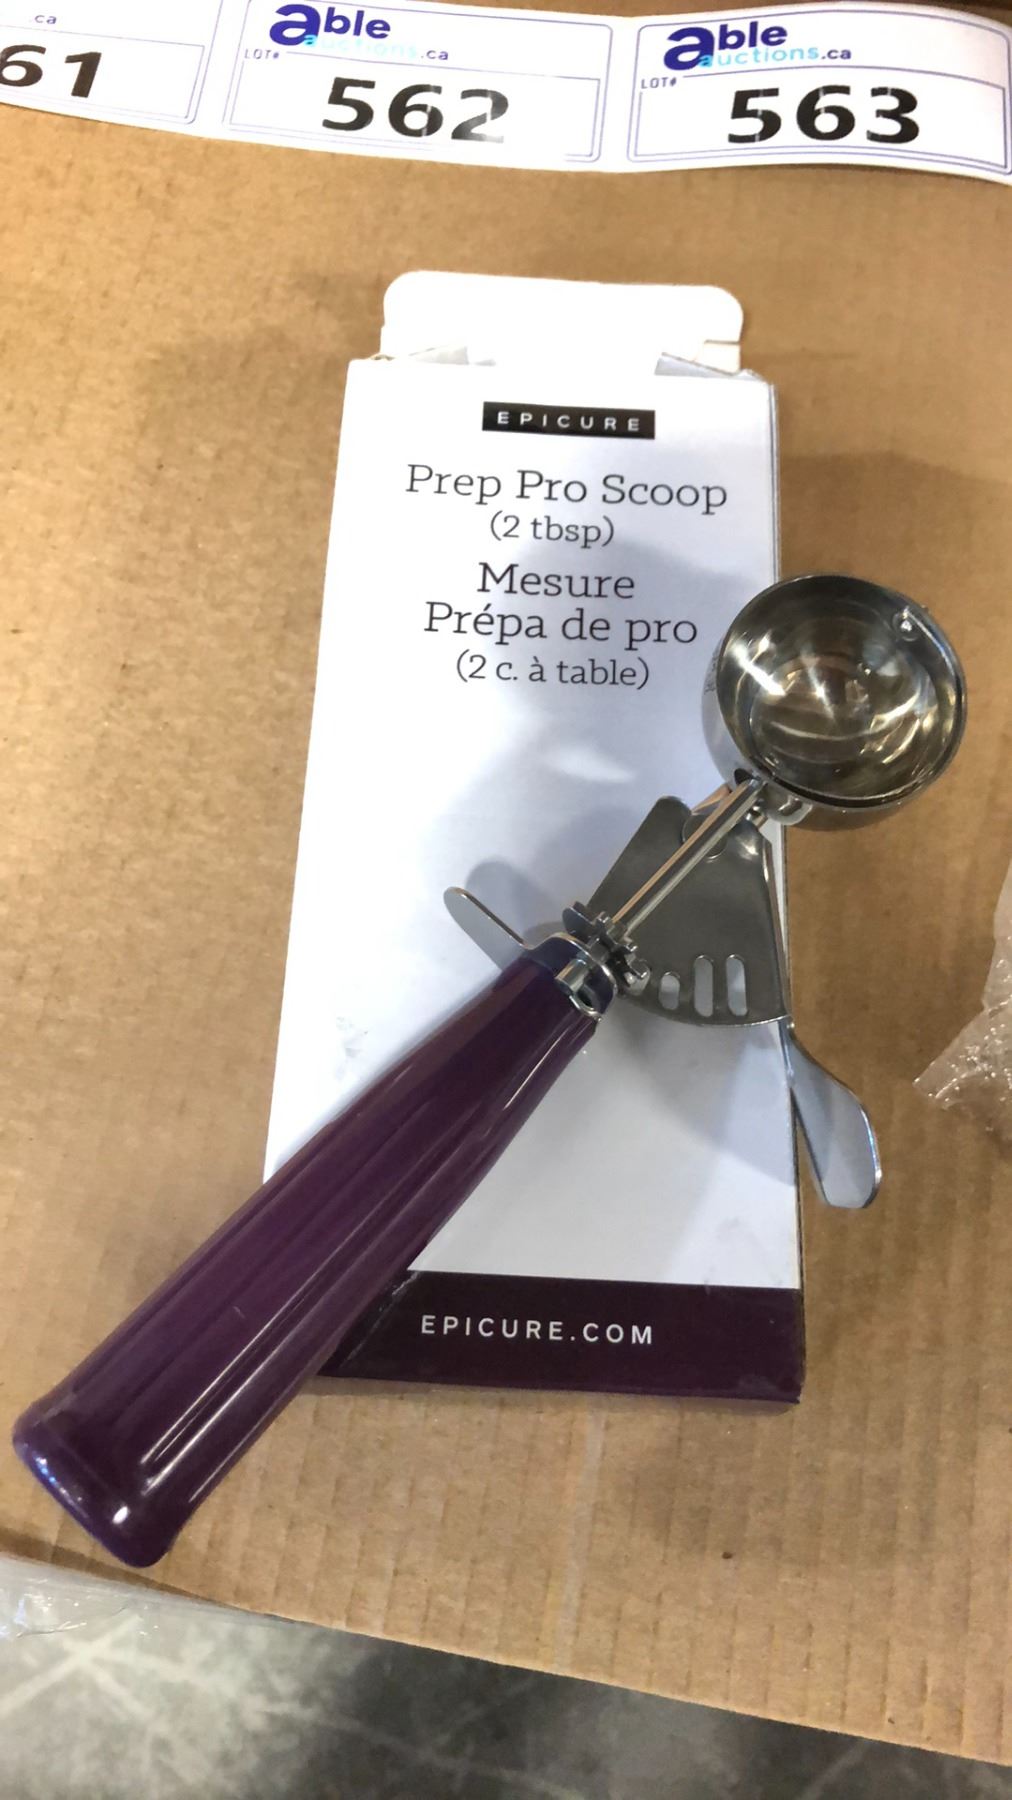 .ca
61
able
auctions.ca
LOT#
562
able
auctions.ca
LOT#
563
EPICURE
Prep Pro Scoop
(2 tbsp)
Mesure
Prépa de pro
(2 c. à table)
EPICURE.COM